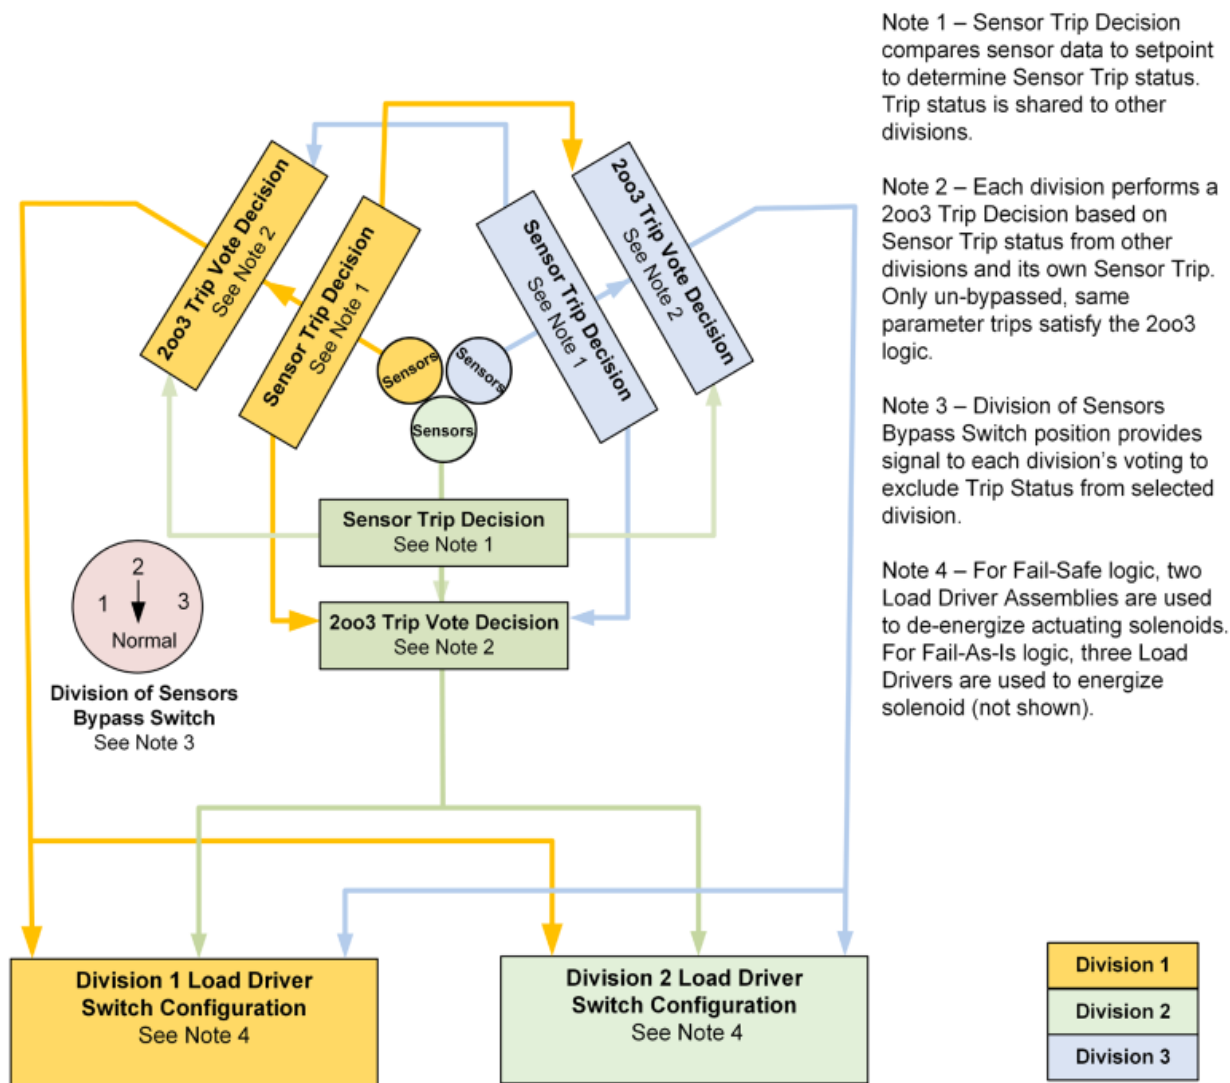 Note 1 – Sensor Trip Decision
compares sensor data to setpoint
to determine Sensor Trip status.
Trip status is shared to other
divisions.
Note 2 – Each division performs a
2oo3 Trip Decision based on
Sensor Trip status from other
divisions and its own Sensor Trip.
Only un-bypassed, same
parameter trips satisfy the 2oo3
logic.
Note 3 – Division of Sensors
Bypass Switch position provides
signal to each division's voting to
exclude Trip Status from selected
division.
Note 4 – For Fail-Safe logic, two
Load Driver Assemblies are used
to de-energize actuating solenoids.
For Fail-As-Is logic, three Load
Drivers are used to energize
solenoid (not shown).
2oo3 Trip Vote Decision
See Note 2
Sensor Trip Decision
See Note 1
Sensor Trip Decision
See Note 1
2oo3 Trip Vote Decision
See Note 2
Sensors
Sensors
Sensors
Sensor Trip Decision
See Note 1
2oo3 Trip Vote Decision
See Note 2
2
1 3
Normal
Division of Sensors
Bypass Switch
See Note 3
Division 1 Load Driver
Switch Configuration
See Note 4
Division 2 Load Driver
Switch Configuration
See Note 4
Division 1
Division 2
Division 3